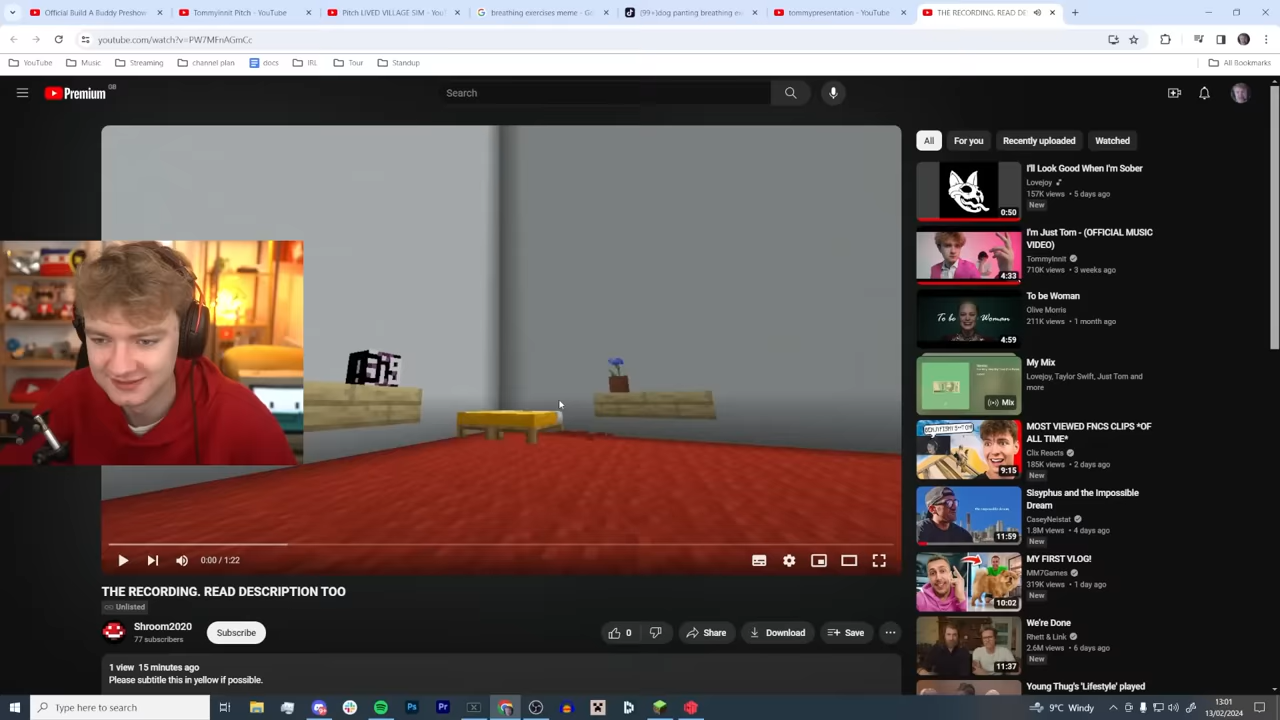 Official Build A Buddy Preshow
TommyInnit Pitch - YouTube
Pitch LIVED VILLAGE SIM - You
breathing exercises meme - G
(99+) dog panting breathing e
tommypresentation - YouTube
THE RECORDING. READ DE
youtube.com/watch?v=PW7MFnAGmCc
YouTube
Music
Streaming
channel plan
docs
IRL
Tour
Standup
All Bookmarks
Premium GB
Search
All
For you
Recently uploaded
Watched
I'll Look Good When I'm Sober
Lovejoy
157K views • 5 days ago
New
0:50
I'm Just Tom - (OFFICIAL MUSIC
VIDEO)
TommyInnit
710K views • 3 weeks ago
4:33
To be Woman
To be Woman
Olive Morris
211K views • 1 month ago
4:59
My Mix
Lovejoy, Taylor Swift, Just Tom and
more
Mix
MOST VIEWED FNCS CLIPS *OF
ALL TIME*
Clix Reacts
185K views • 2 days ago
New
9:15
Sisyphus and the Impossible
Dream
CaseyNeistat
1.8M views • 4 days ago
New
11:59
MY FIRST VLOG!
MM7Games
319K views • 1 day ago
New
10:02
We're Done
Rhett & Link
2.6M views • 6 days ago
New
11:37
Young Thug's 'Lifestyle' played
0:00 / 1:22
THE RECORDING. READ DESCRIPTION T
Unlisted
Shroom2020
77 subscribers
Subscribe
0
Share
Download
Save
1 view 15 minutes ago
Please subtitle this in yellow if possible.
Type here to search
9°C Windy
13:01
13/02/2024